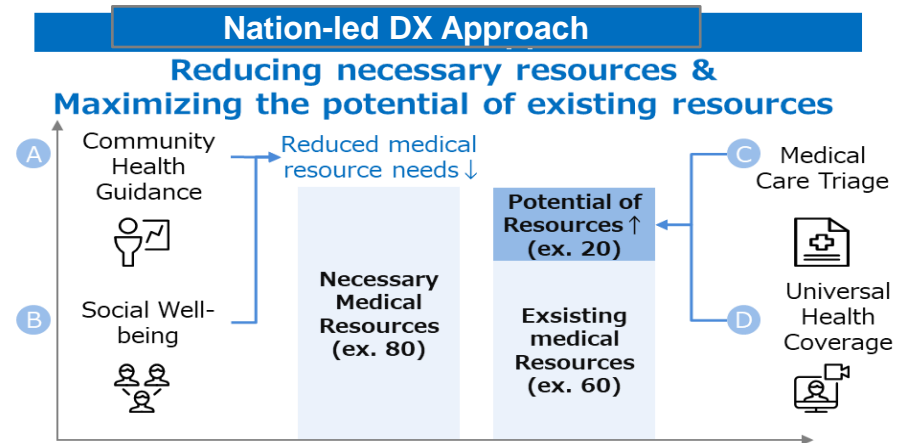 Nation-led DX Approach
Reducing necessary resources &
Maximizing the potential of existing resources
A
Community
Health
Guidance
Reduced medical
resource needs↓
B
Social Well-
being
Necessary
Medical
Resources
(ex. 80)
Potential of
Resources↑
(ex. 20)
Exsisting
medical
Resources
(ex. 60)
C
Medical
Care Triage
D
Universal
Health
Coverage